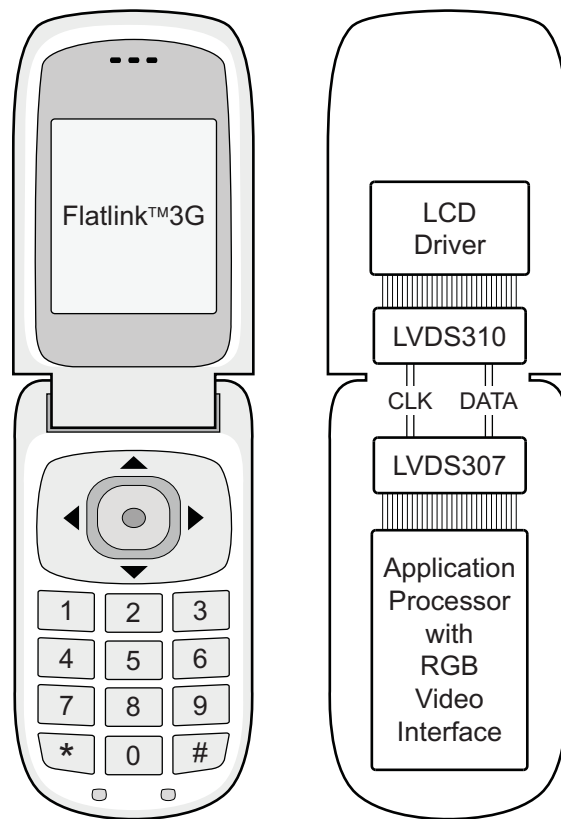 Flatlink™3G
1 2 3
4 5 6
7 8 9
* 0 #
LCD
Driver
LVDS310
CLK DATA
LVDS307
Application
Processor
with
RGB
Video
Interface